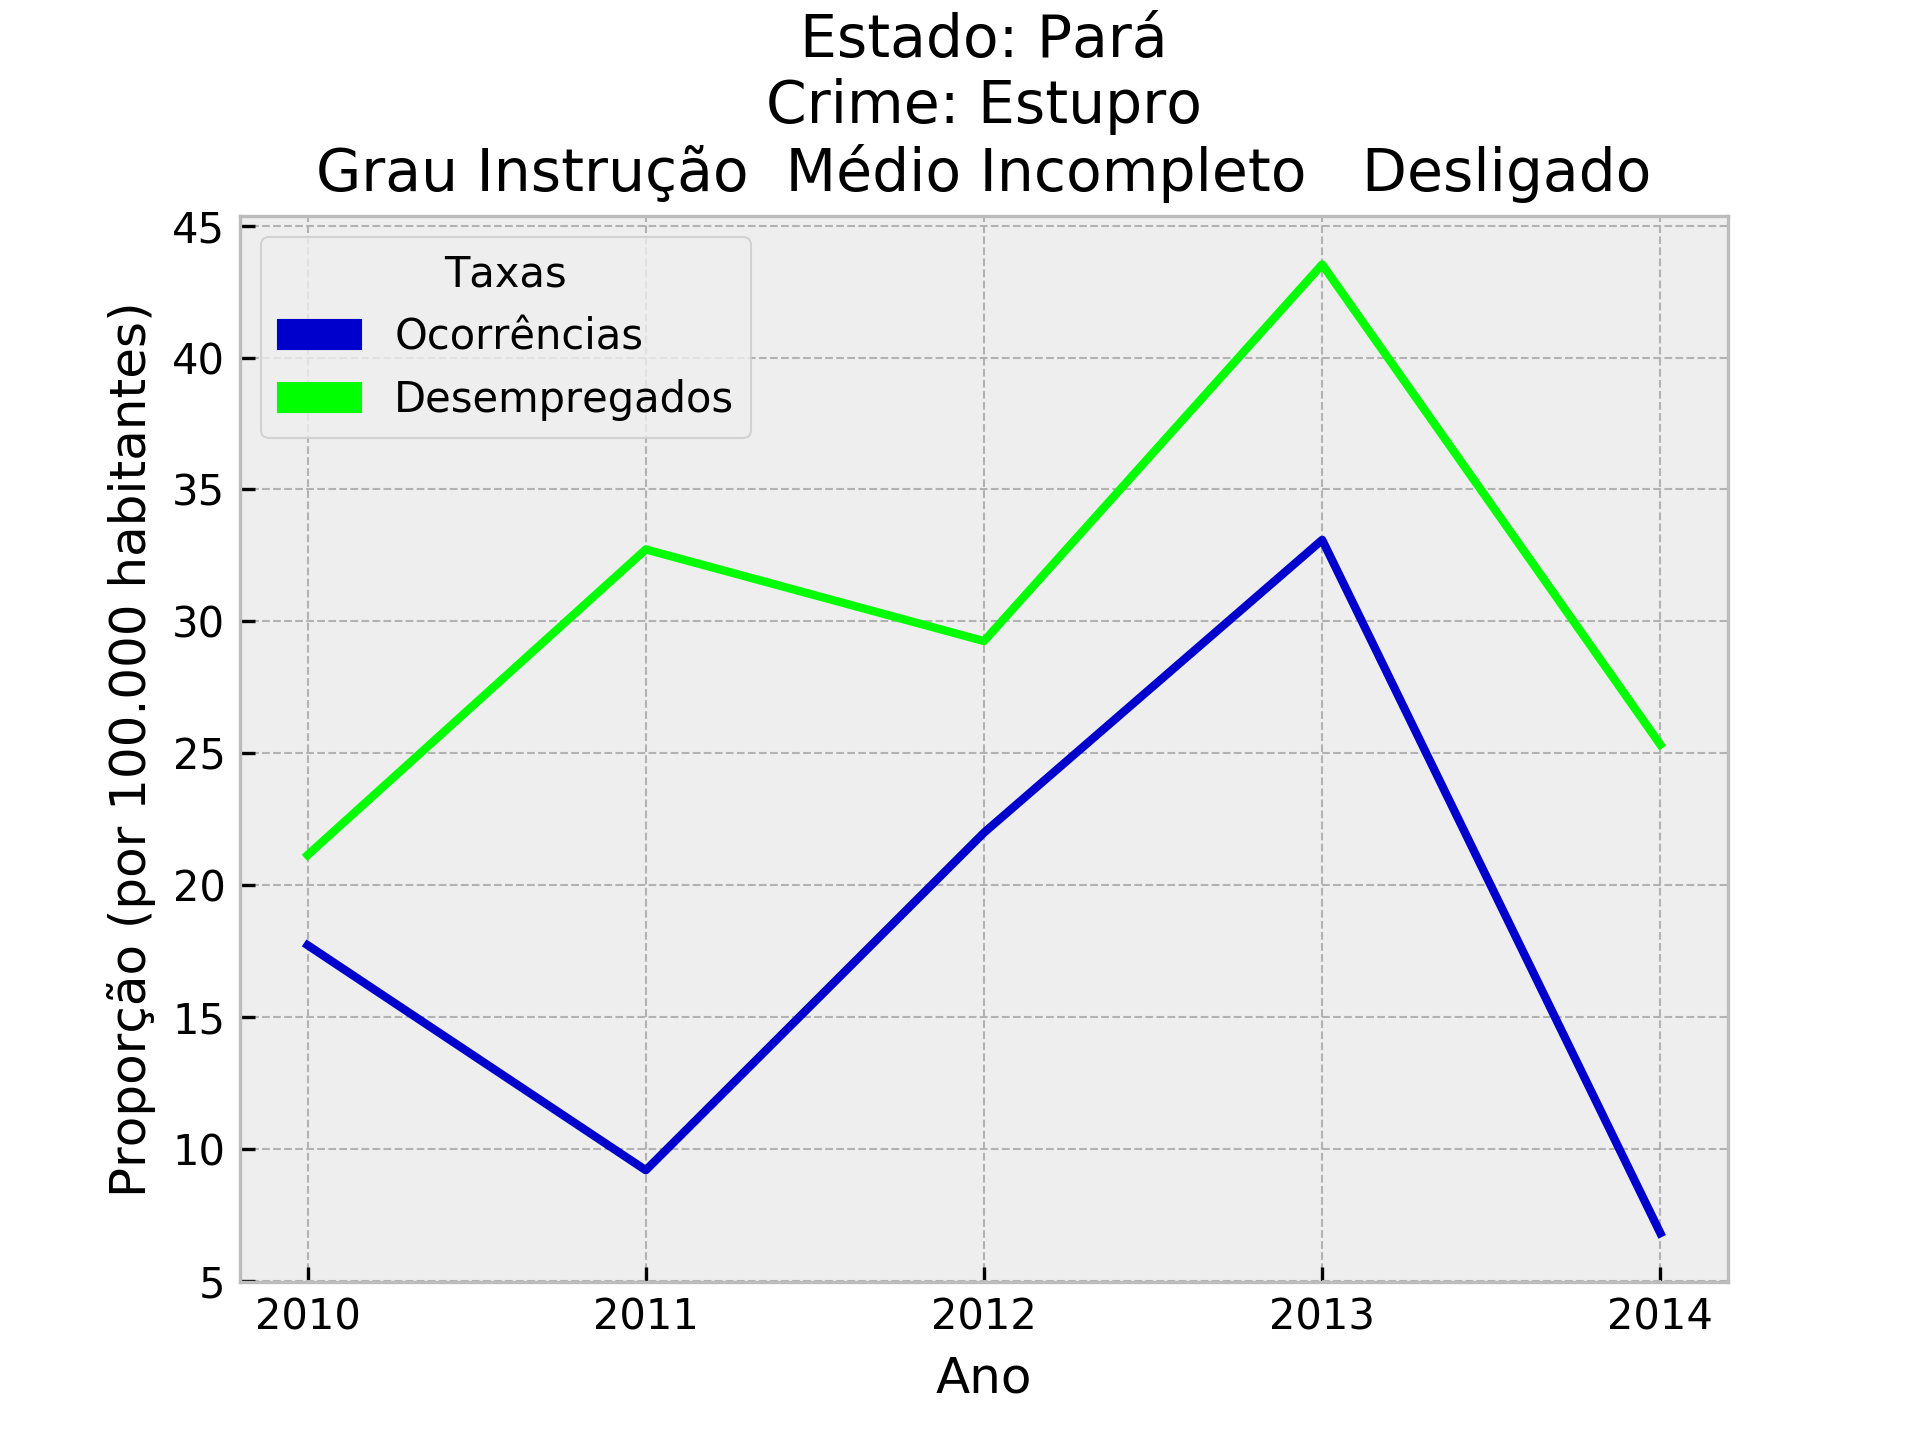 Estado: Pará
Crime: Estupro
Grau Instrução  Médio Incompleto   Desligado
Taxas
Ocorrências
Desempregados
Proporção (por 100.000 habitantes)
45
40
35
30
25
20
15
10
5
2010 2011 2012 2013 2014
Ano